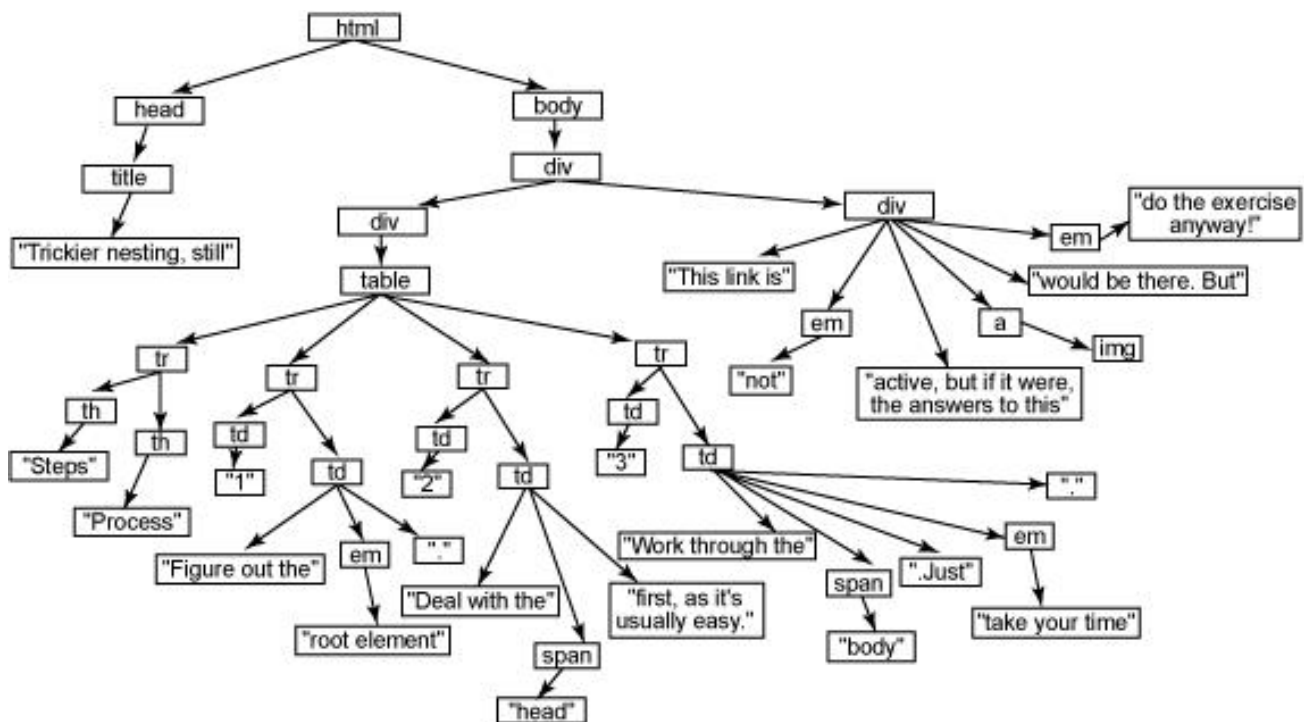 html
head
body
title
div
"Trickier nesting, still"
div
div
em
"do the exercise
anyway!"
table
"This link is"
"would be there. But"
em
a
img
"not"
"active, but if it were,
the answers to this"
tr
tr
tr
tr
th
th
td
td
td
td
td
td
"Steps"
"Process"
"1"
"2"
"3"
"Figure out the"
em
"."
"root element"
"Deal with the"
span
"first, as it's
usually easy."
"head"
"Work through the"
span
".Just"
em
"."
"body"
"take your time"